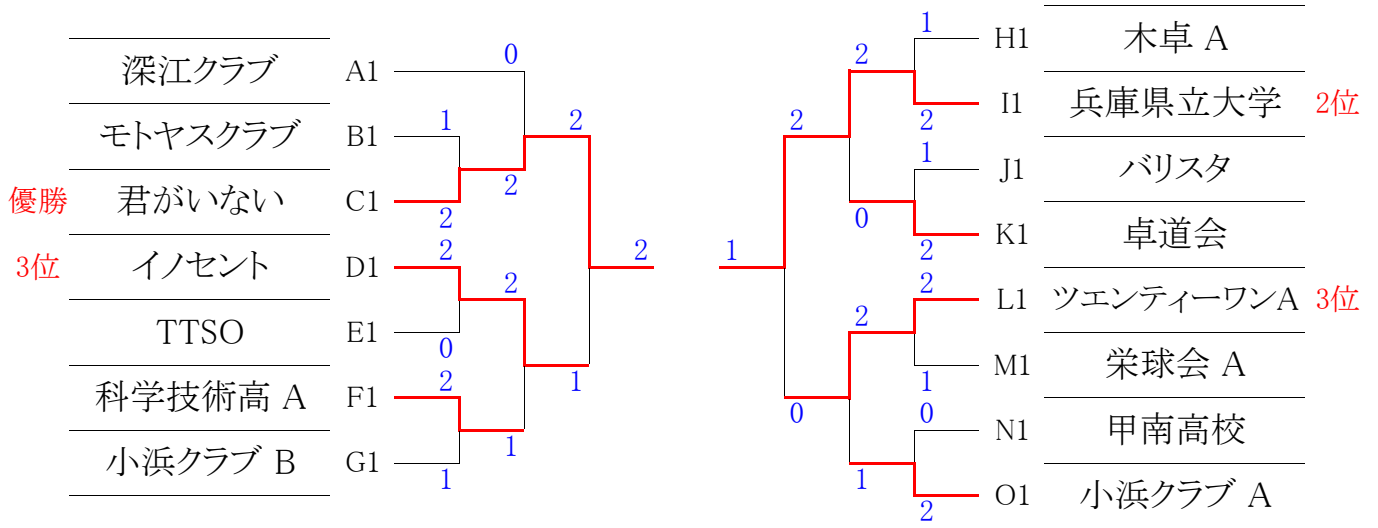 深江クラブ A1 0
モトヤスクラブ B1 1 2
優勝 君がいない C1 2 2
3位 イノセント D1 2 2 2
TTSO E1 0
科学技術高 A F1 2 1
小浜クラブ B G1 1 1
1 H1 木卓 A
2 2 I1 兵庫県立大学 2位
2 1 J1 バリスタ
0 2 K1 卓道会
1 2 L1 ツエンティーワンA 3位
2 1 M1 栄球会 A
0 0 N1 甲南高校
1 2 O1 小浜クラブ A